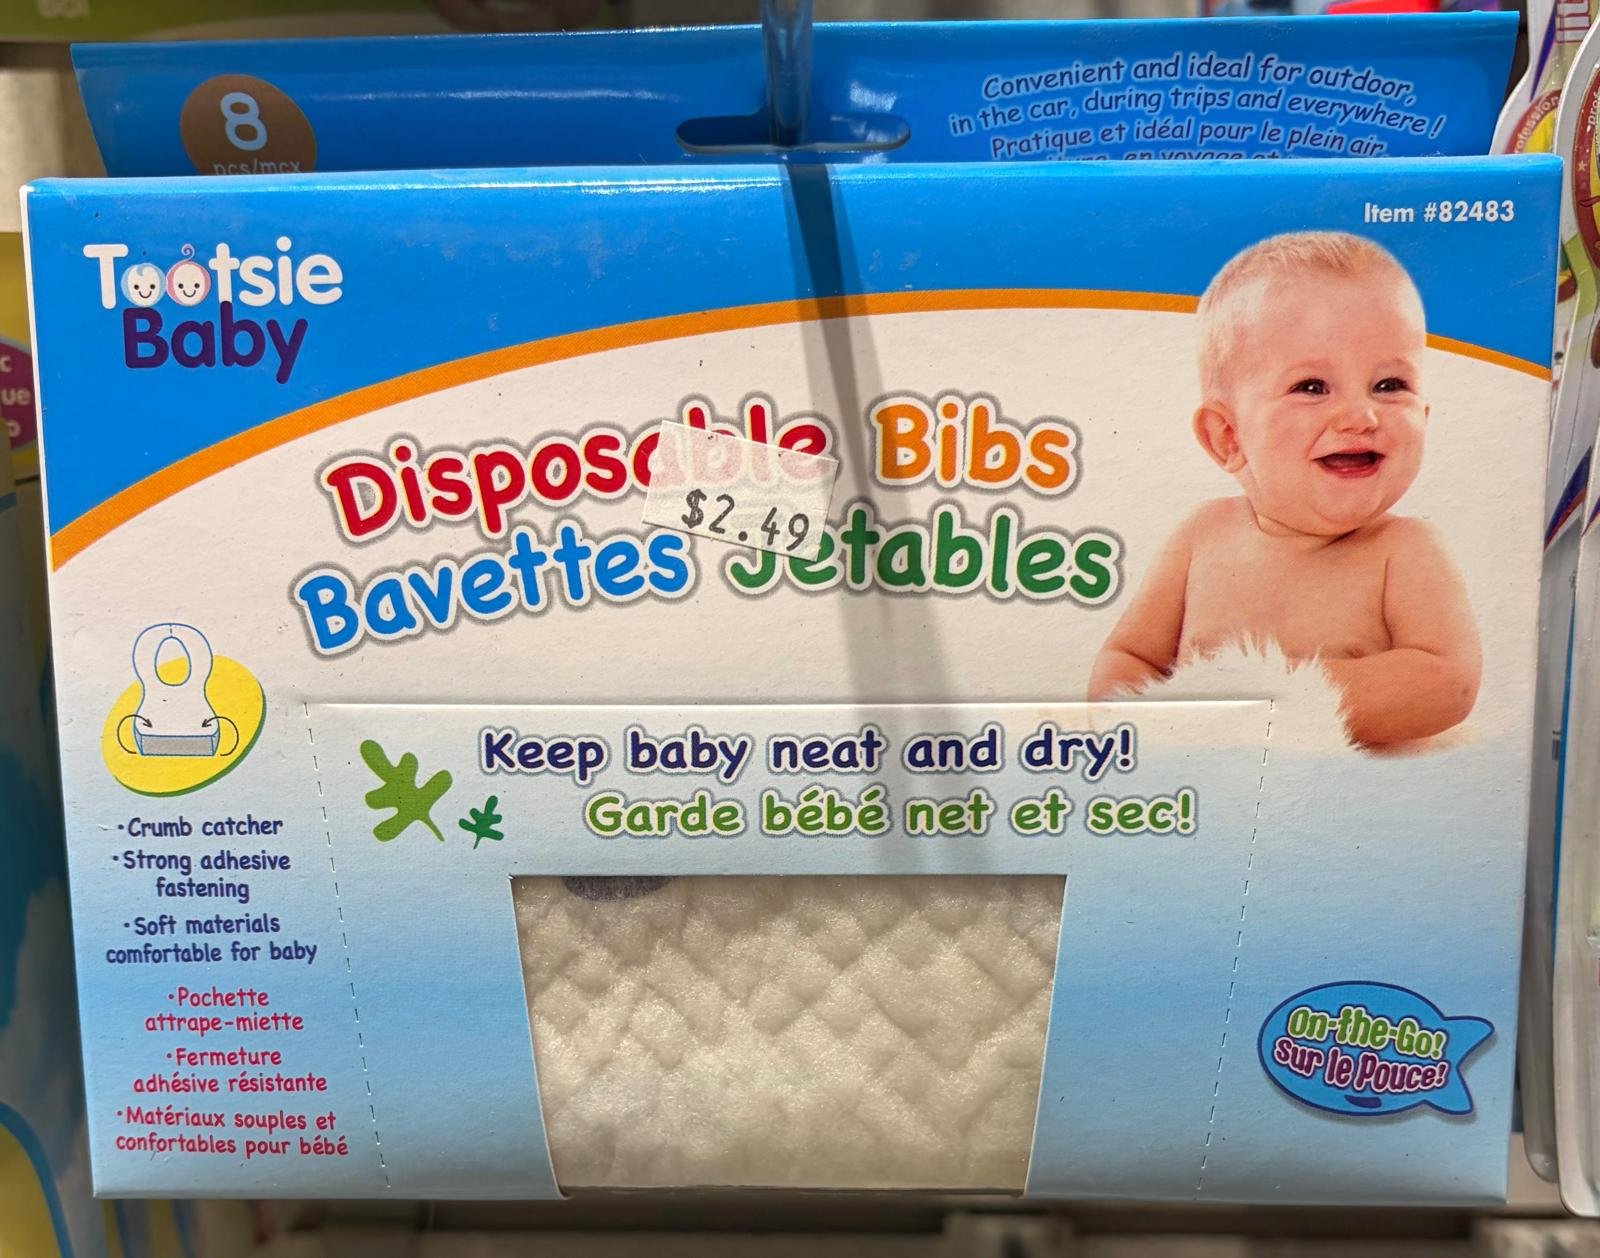 8
pcs/mcx
Convenient and ideal for outdoor,
in the car, during trips and everywhere!
Pratique et idéal pour le plein air,
en voyage et
Item #82483
Tootsie
Baby
Disposable Bibs
$2.49
Bavettes Jetables
Keep baby neat and dry!
Garde bébé net et sec!
•Crumb catcher
•Strong adhesive
fastening
•Soft materials
comfortable for baby
•Pochette
attrape-miette
•Fermeture
adhésive résistante
•Matériaux souples et
confortables pour bébé
On-the-Go!
sur le Pouce!